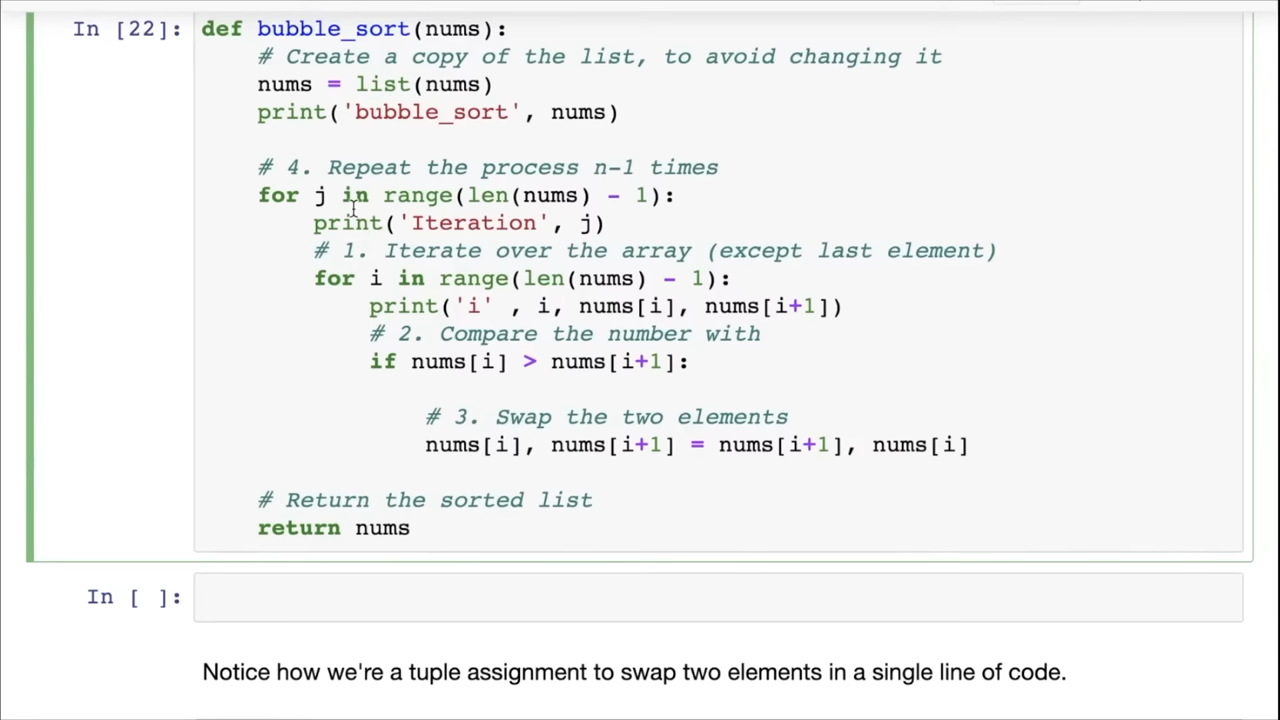 In [22]: def bubble_sort(nums):
    # Create a copy of the list, to avoid changing it
    nums = list(nums)
    print('bubble_sort', nums)

    # 4. Repeat the process n-1 times
    for j in range(len(nums) - 1):
        print('Iteration', j)
        # 1. Iterate over the array (except last element)
        for i in range(len(nums) - 1):
            print('i' , i, nums[i], nums[i+1])
            # 2. Compare the number with
            if nums[i] > nums[i+1]:

                # 3. Swap the two elements
                nums[i], nums[i+1] = nums[i+1], nums[i]

    # Return the sorted list
    return nums
In [ ]:
Notice how we're a tuple assignment to swap two elements in a single line of code.